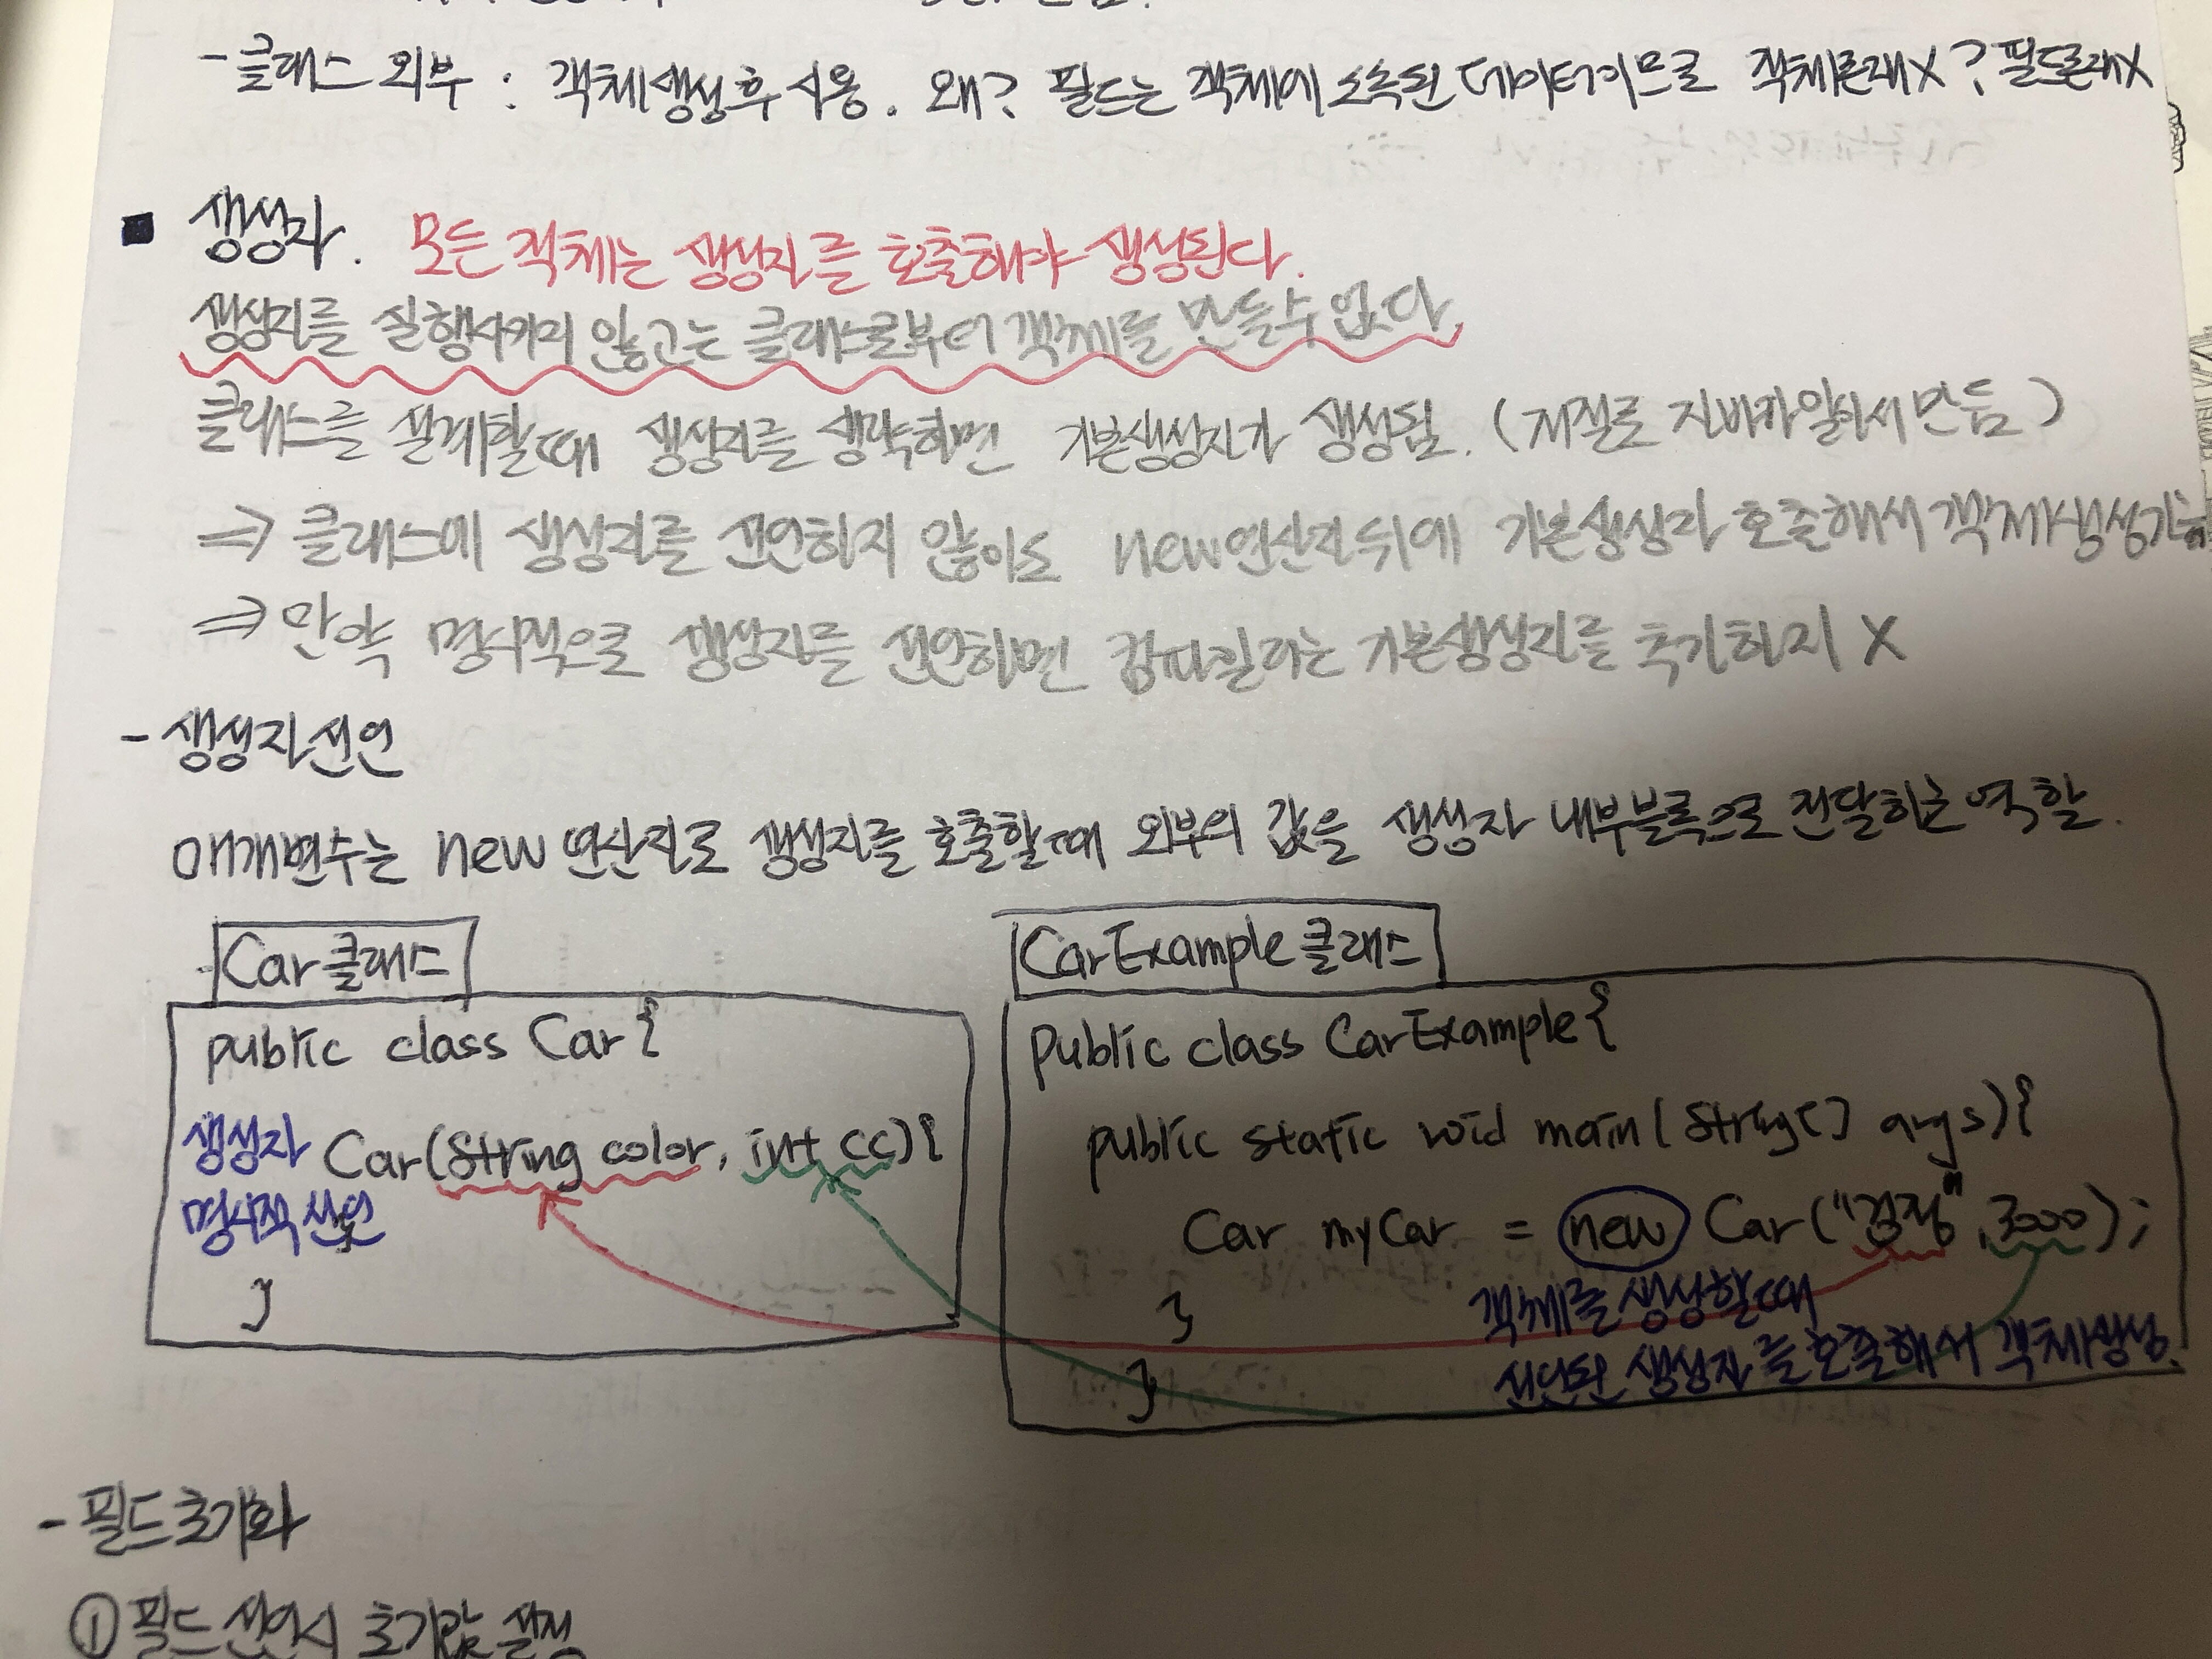 - 클래스 외부 : 객체생성후 사용. 왜? 필드는 객체에 소속된 데이터이므로 객체존재X? 필드존재X
■ 생성자. 모든 객체는 생성자를 호출해야 생성된다.
생성자를 실행시키지 않고는 클래스로부터 객체를 만들수 없다
클래스를 설계할때 생성자를 생략하면 기본생성자가 생성됨. (저절로 자바가알아서만듬)
⇒ 클래스에 생성자를 선언하지 않아도 new연산자뒤에 기본생성자 호출해서 객체생성가능
⇒ 만약 명시적으로 생성자를 선언하면 컴파일러는 기본생성자를 추가하지 X
- 생성자선언
매개변수는 new 연산자로 생성자를 호출할때 외부의 값을 생성자 내부블록으로 전달하는 역할.
Car클래스
public class Car {
생성자 Car(String color, int cc){
명시적 선언
}
CarExample 클래스
public class CarExample {
public static void main(String[] args){
Car myCar = new Car("검정", 3000);
} 객체를 생성할때
} 선언된 생성자를 호출해서 객체생성.
- 필드초기화
① 필드 선언시 초기값 설정